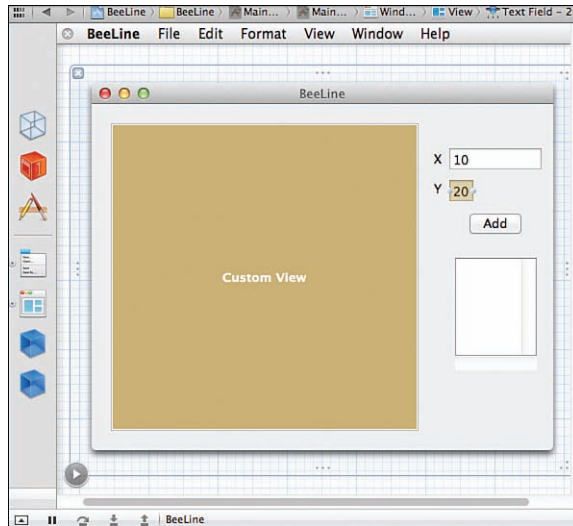 BeeLine › BeeLine › Main... › Main... › Wind... › View › Text Field – 2
BeeLine File Edit Format View Window Help
BeeLine
X 10
Y 20
Add
Custom View
BeeLine